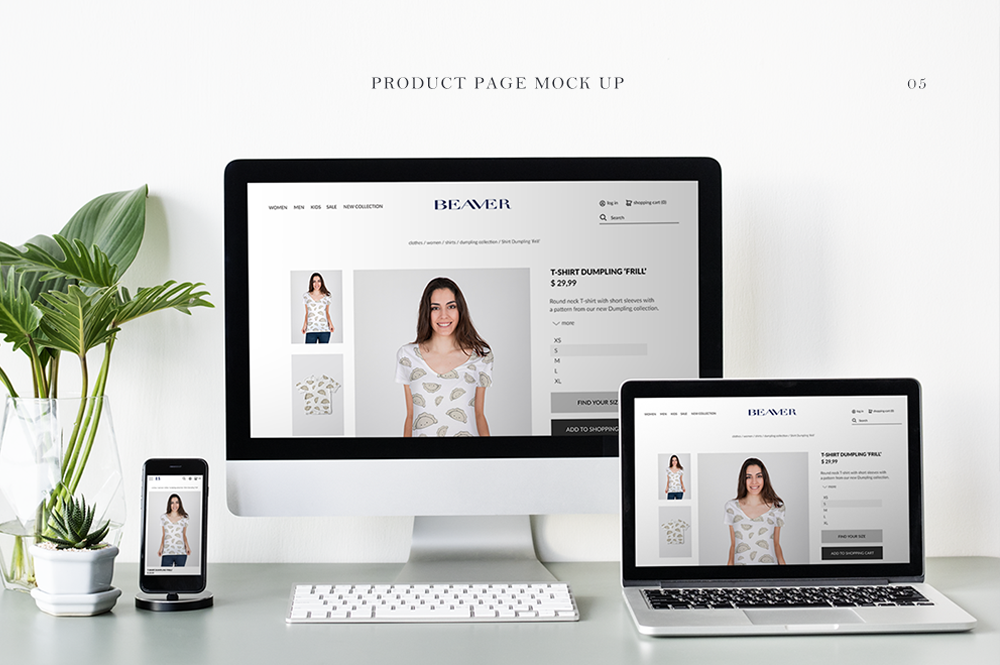 PRODUCT PAGE MOCK UP
05
WOMEN MEN KIDS SALE NEW COLLECTION
BEAVER
log in shopping cart (0)
Search
clothes / women / shirts / dumpling collection / Shirt Dumpling 'Frill'
T-SHIRT DUMPLING 'FRILL'
$ 29,99
Round neck T-shirt with short sleeves with
a pattern from our new Dumpling collection.
more
XS
S
M
L
XL
FIND YOUR SIZ
ADD TO SHOPPING
WOMEN MEN KIDS SALE NEW COLLECTION
BEAVER
log in shopping cart (0)
Search
clothes / women / shirts / dumpling collection / Shirt Dumpling 'Frill'
T-SHIRT DUMPLING 'FRILL'
$ 29,99
Round neck T-shirt with short sleeves with
a pattern from our new Dumpling collection.
more
XS
S
M
L
XL
FIND YOUR SIZE
ADD TO SHOPPING CART